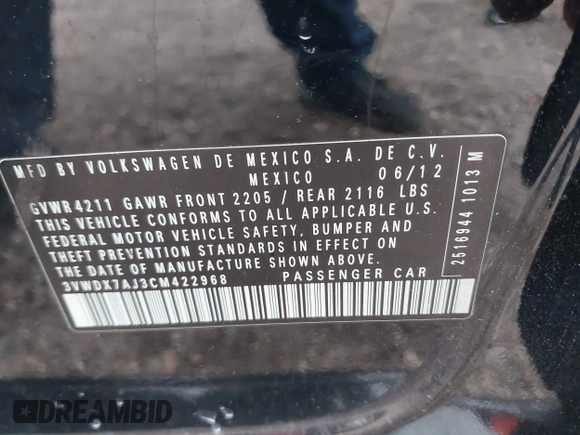 MFD BY VOLKSWAGEN DE MEXICO S.A. DE C.V.
MEXICO 06/12
GVWR 4211 GAWR FRONT 2205 / REAR 2116 LBS
THIS VEHICLE CONFORMS TO ALL APPLICABLE U.S.
FEDERAL MOTOR VEHICLE SAFETY, BUMPER AND
THEFT PREVENTION STANDARDS IN EFFECT ON
THE DATE OF MANUFACTURE SHOWN ABOVE.
3VWDX7AJ3CM422968 PASSENGER CAR
2516944 1013 M
DREAMBID